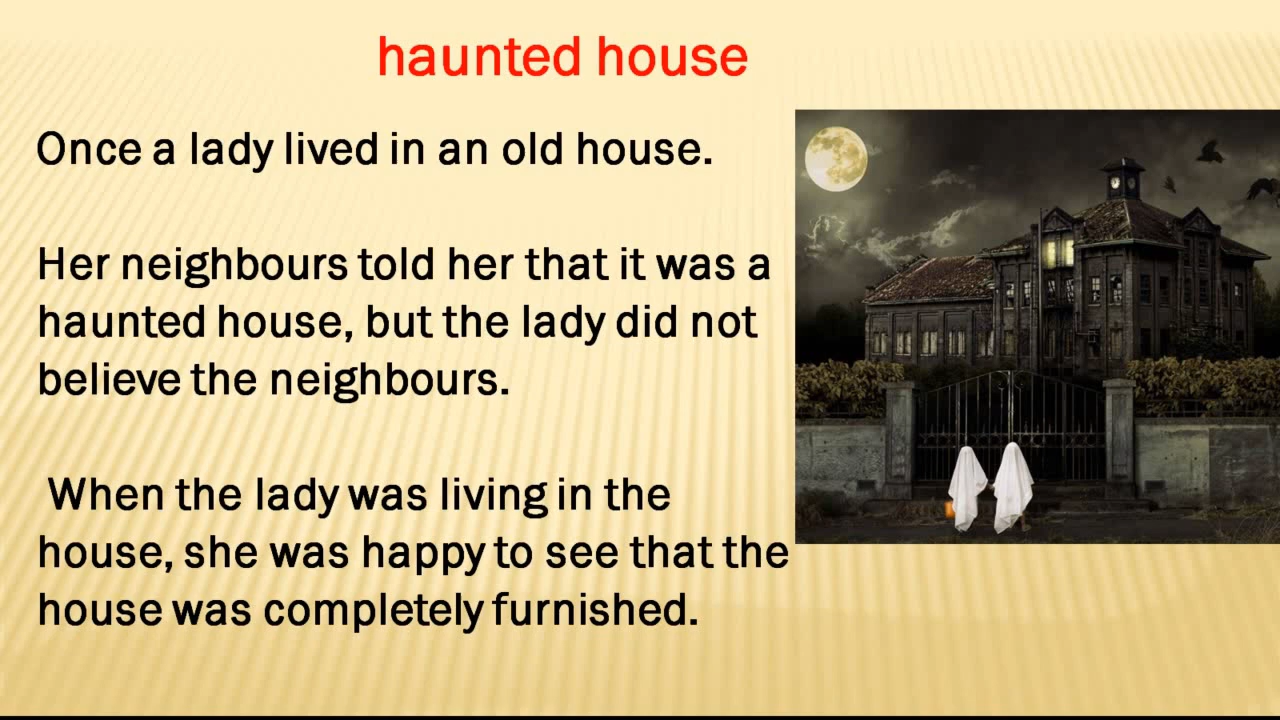 haunted house
Once a lady lived in an old house.
Her neighbours told her that it was a
haunted house, but the lady did not
believe the neighbours.
When the lady was living in the
house, she was happy to see that the
house was completely furnished.